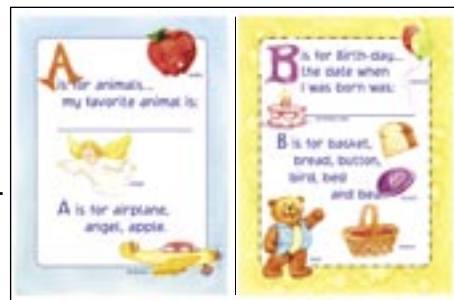 A
is for animals...
my favorite animal is:
A is for airplane,
angel, apple.
B is for Birth-day...
the date when
I was born was:
B is for basket,
bread, button,
bird, bed
and bear.